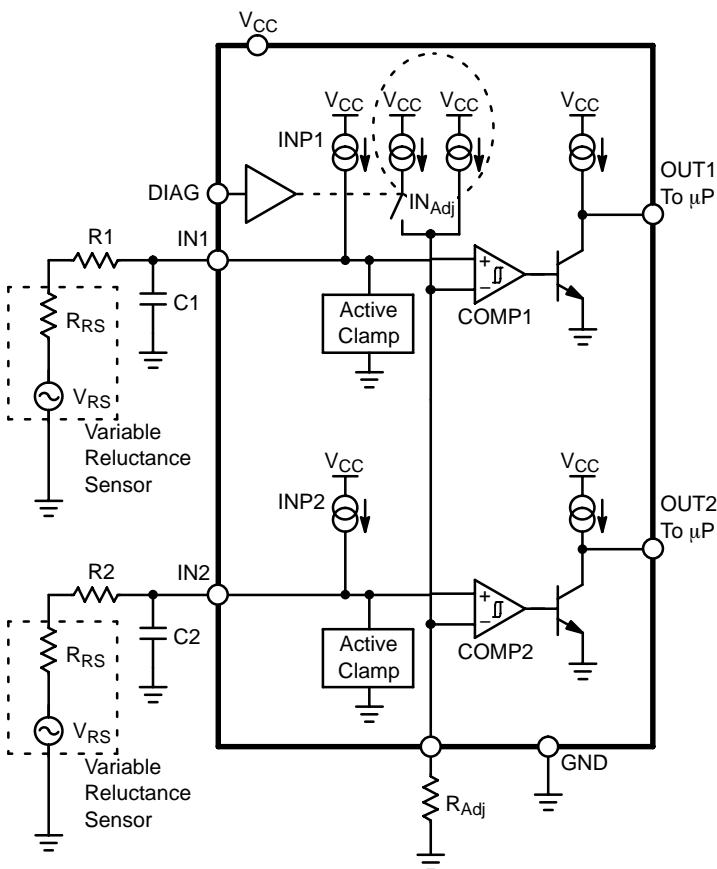 VCC
VCC VCC VCC VCC
INP1
DIAG
INAdj
OUT1
To μP
R1
IN1
C1
+
−
COMP1
Active
Clamp
RRS
VRS
Variable
Reluctance
Sensor
VCC VCC
INP2
OUT2
To μP
R2
IN2
C2
+
−
COMP2
Active
Clamp
RRS
VRS
Variable
Reluctance
Sensor
GND
RAdj